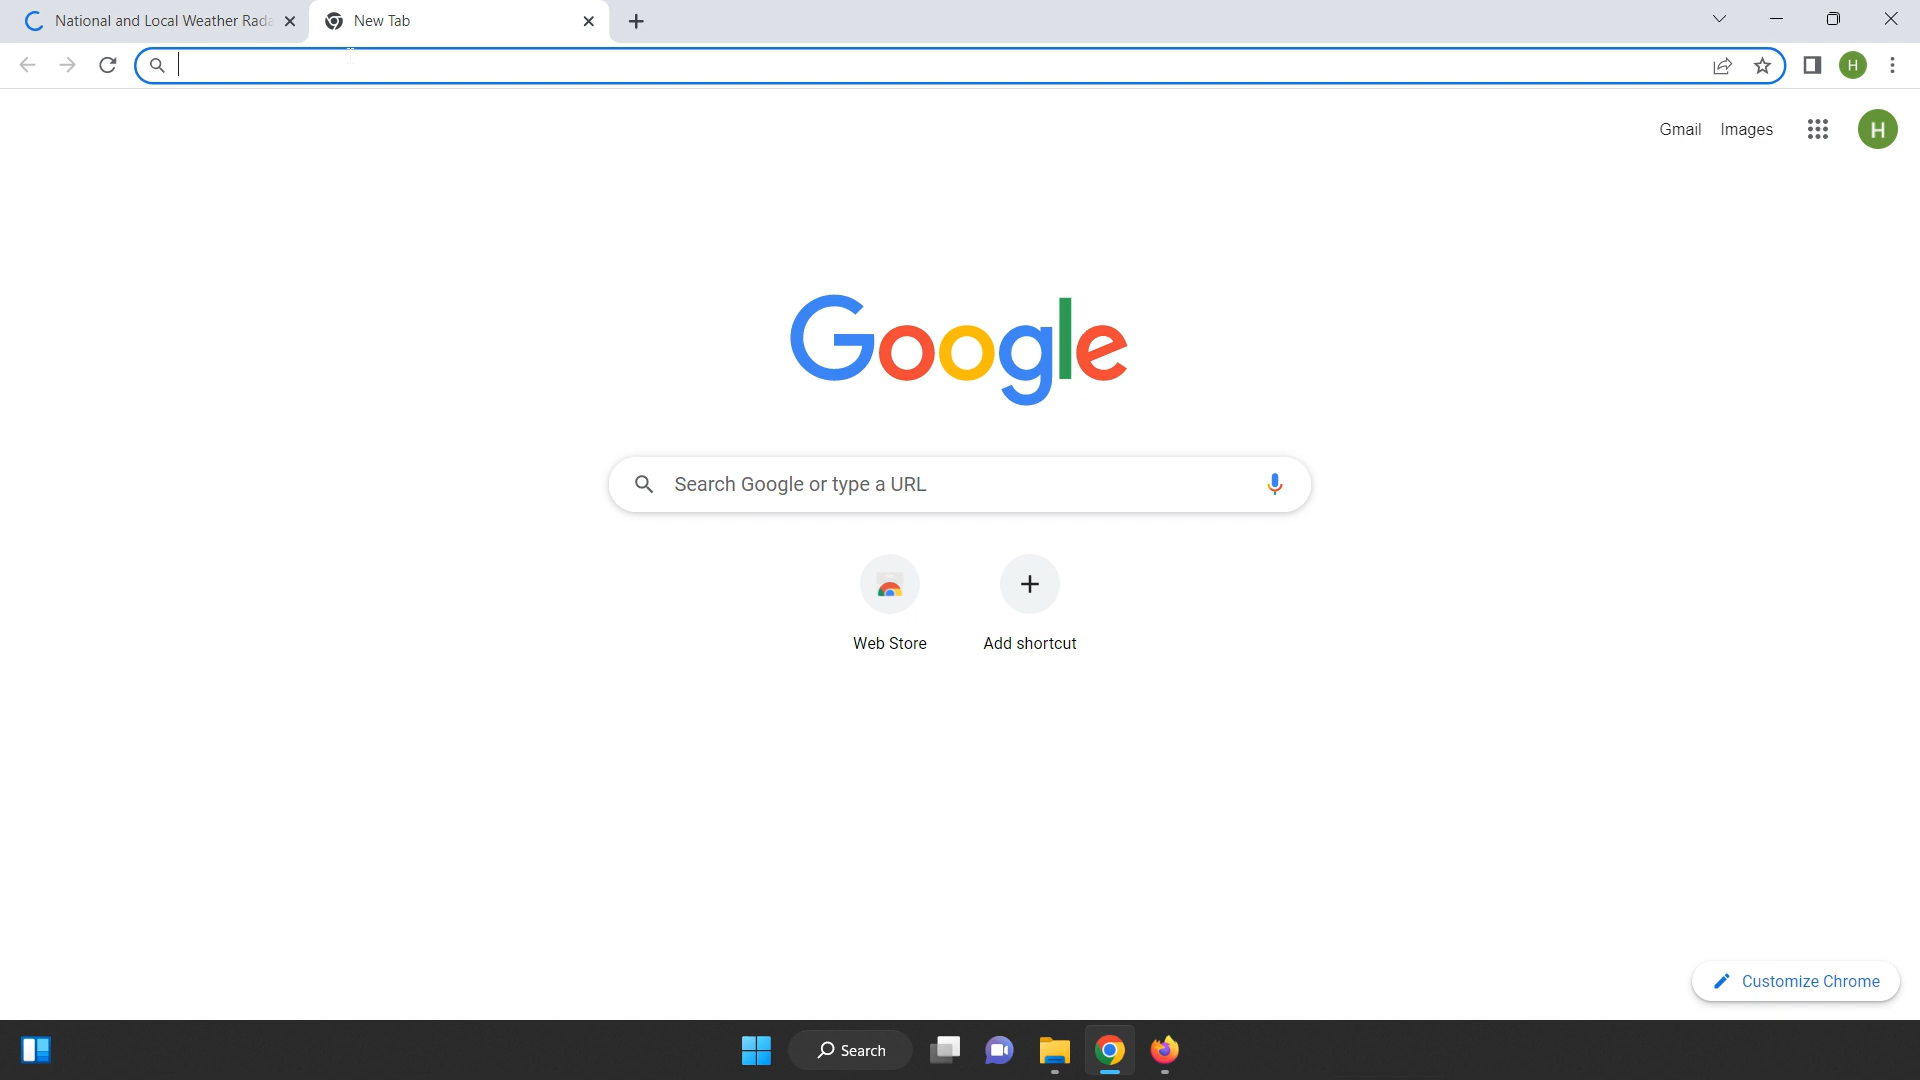 National and Local Weather Rada
New Tab
H
Gmail Images H
Google
Search Google or type a URL
Web Store Add shortcut
Customize Chrome
Search